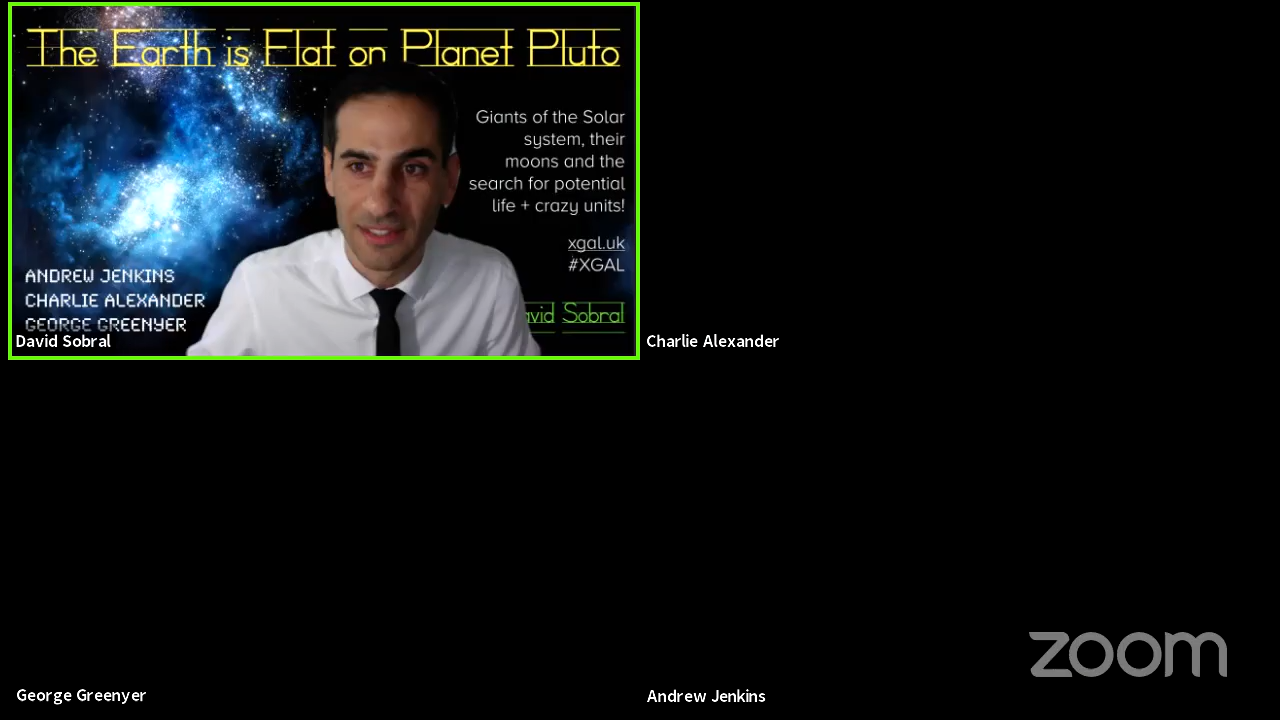 The Earth is Flat on Planet Pluto
Giants of the Solar
system, their
moons and the
search for potential
life + crazy units!
xgal.uk
#XGAL
ANDREW JENKINS
CHARLIE ALEXANDER
GEORGE GREENYER
avid Sobral
David Sobral
Charlie Alexander
George Greenyer
Andrew Jenkins
zoom